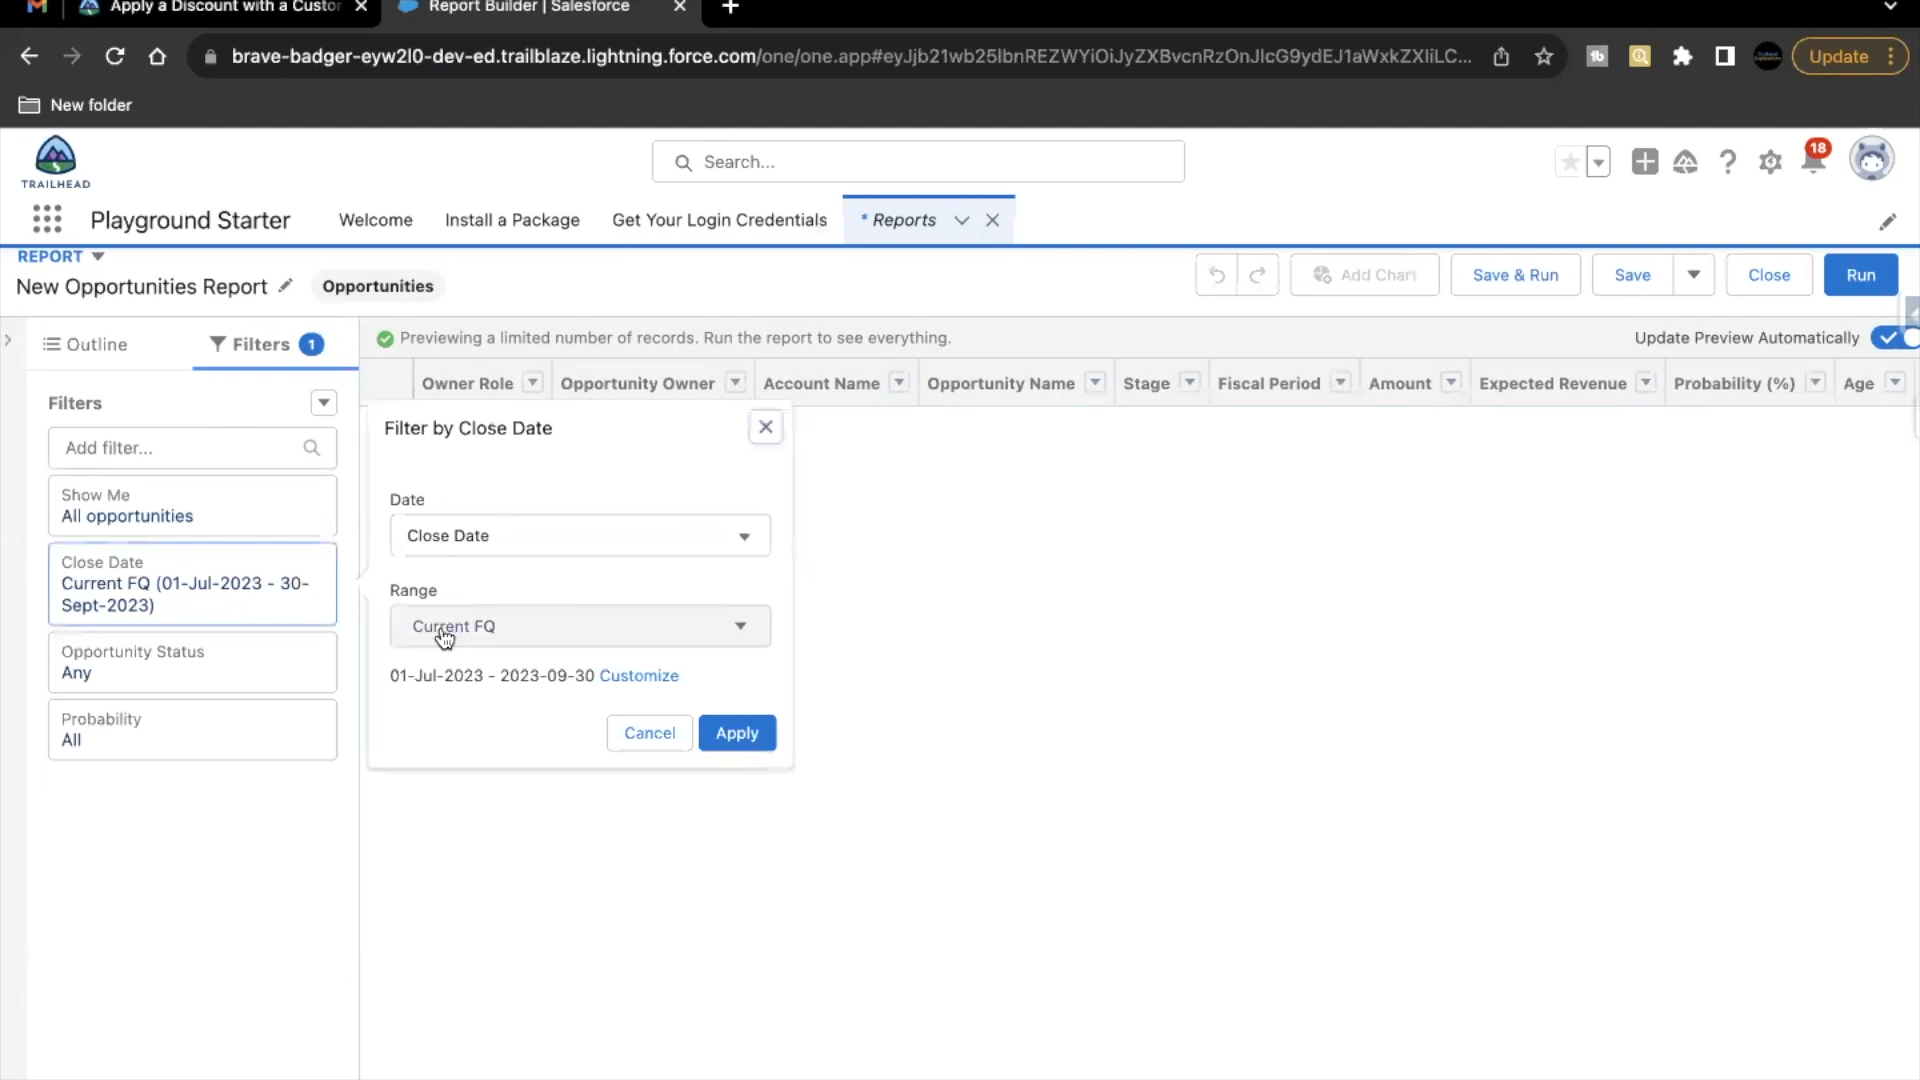 Apply a Discount with a Custor
Report Builder | Salesforce
brave-badger-eyw2l0-dev-ed.trailblaze.lightning.force.com/one/one.app#eyJjb21wb25lbnREZWYiOiJyZXBvcnRzOnJlcG9ydEJ1aWxkZXIiLC...
Update
New folder
TRAILHEAD
Search...
18
Playground Starter
Welcome
Install a Package
Get Your Login Credentials
* Reports
REPORT
New Opportunities Report
Opportunities
Add Chart
Save & Run
Save
Close
Run
Outline
Filters 1
Previewing a limited number of records. Run the report to see everything.
Update Preview Automatically
Owner Role
Opportunity Owner
Account Name
Opportunity Name
Stage
Fiscal Period
Amount
Expected Revenue
Probability (%)
Age
Filters
Add filter...
Show Me
All opportunities
Close Date
Current FQ (01-Jul-2023 - 30-
Sept-2023)
Opportunity Status
Any
Probability
All
Filter by Close Date
Date
Close Date
Range
Current FQ
01-Jul-2023 - 2023-09-30 Customize
Cancel
Apply